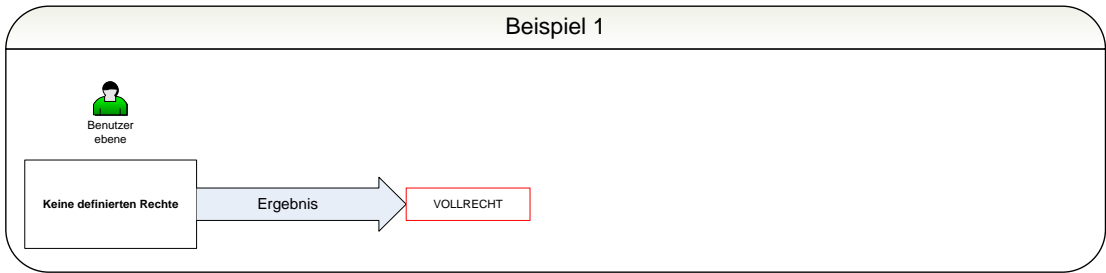 Beispiel 1
Benutzer
ebene
Keine definierten Rechte
Ergebnis
VOLLRECHT